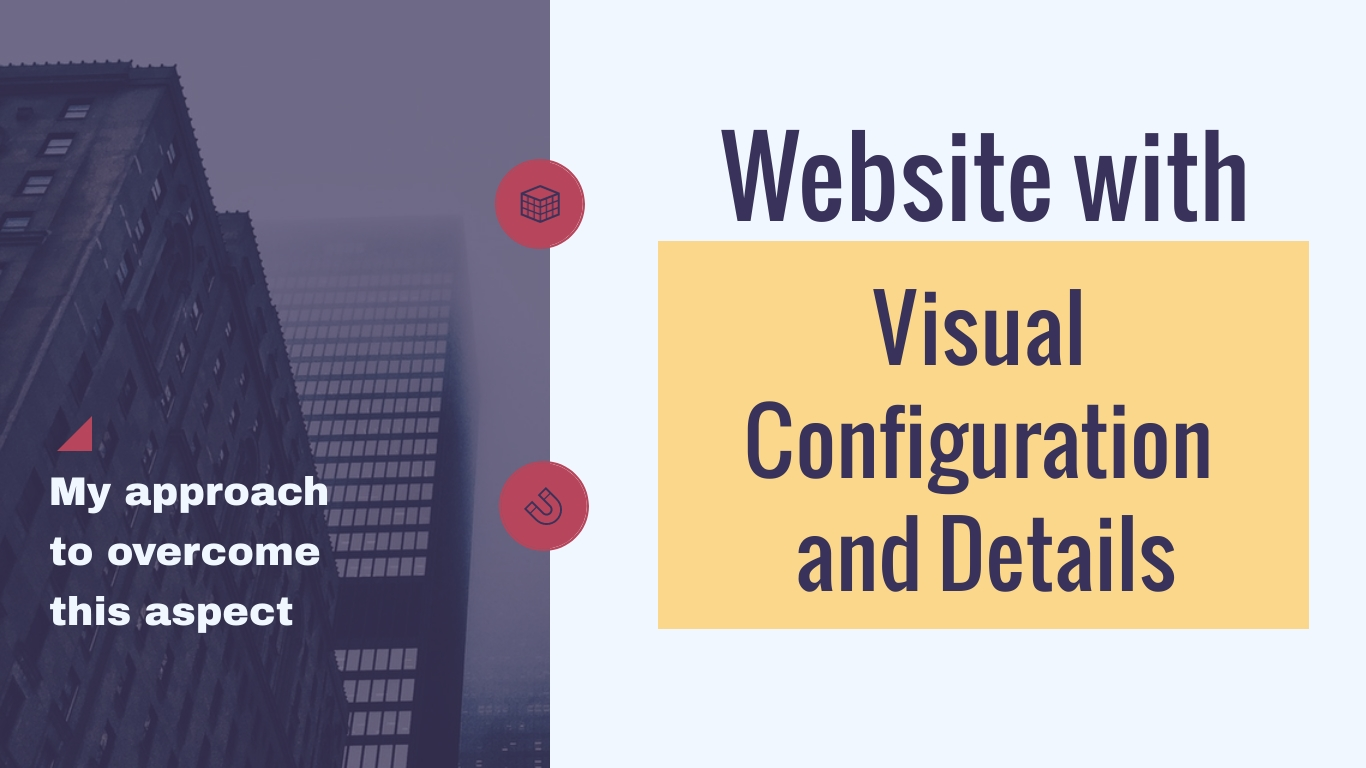 My approach
to overcome
this aspect
Website with
Visual
Configuration
and Details